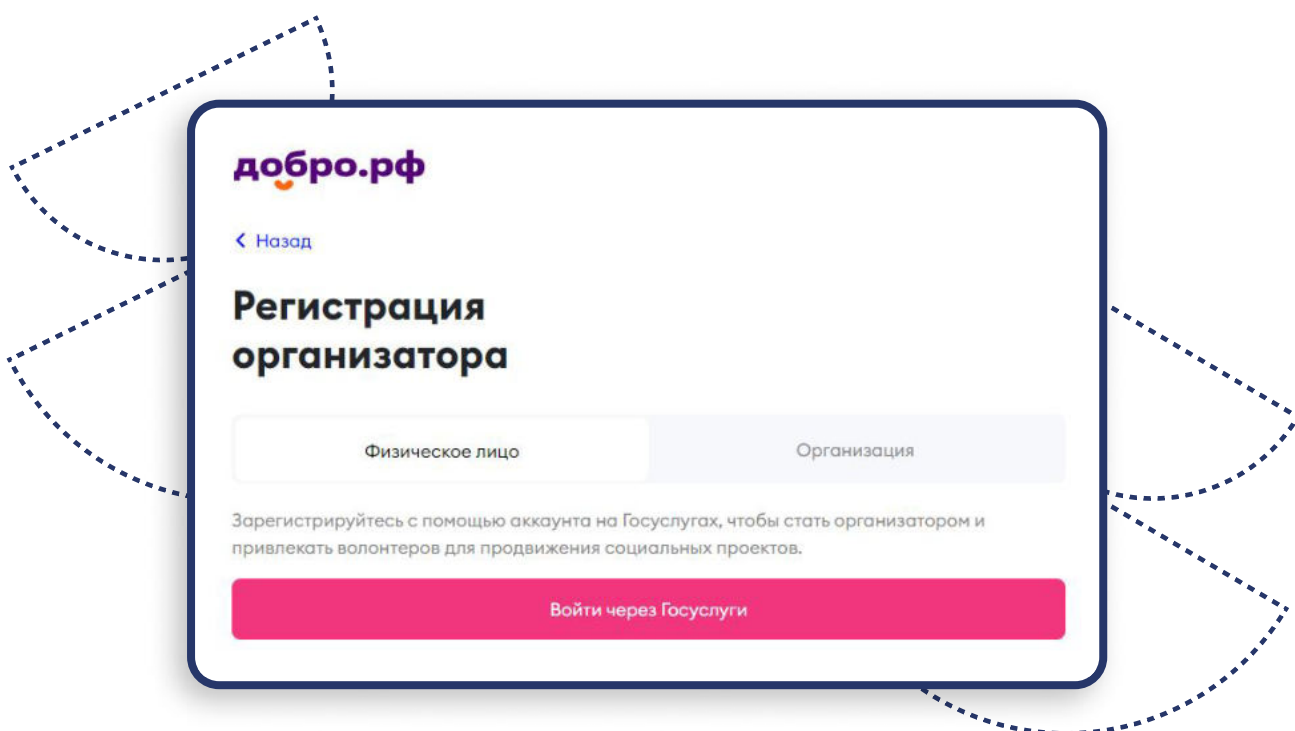 добро.рф
Назад
Регистрация
организатора
Физическое лицо
Организация
Зарегистрируйтесь с помощью аккаунта на Госуслугах, чтобы стать организатором и
привлекать волонтеров для продвижения социальных проектов.
Войти через Госуслуги